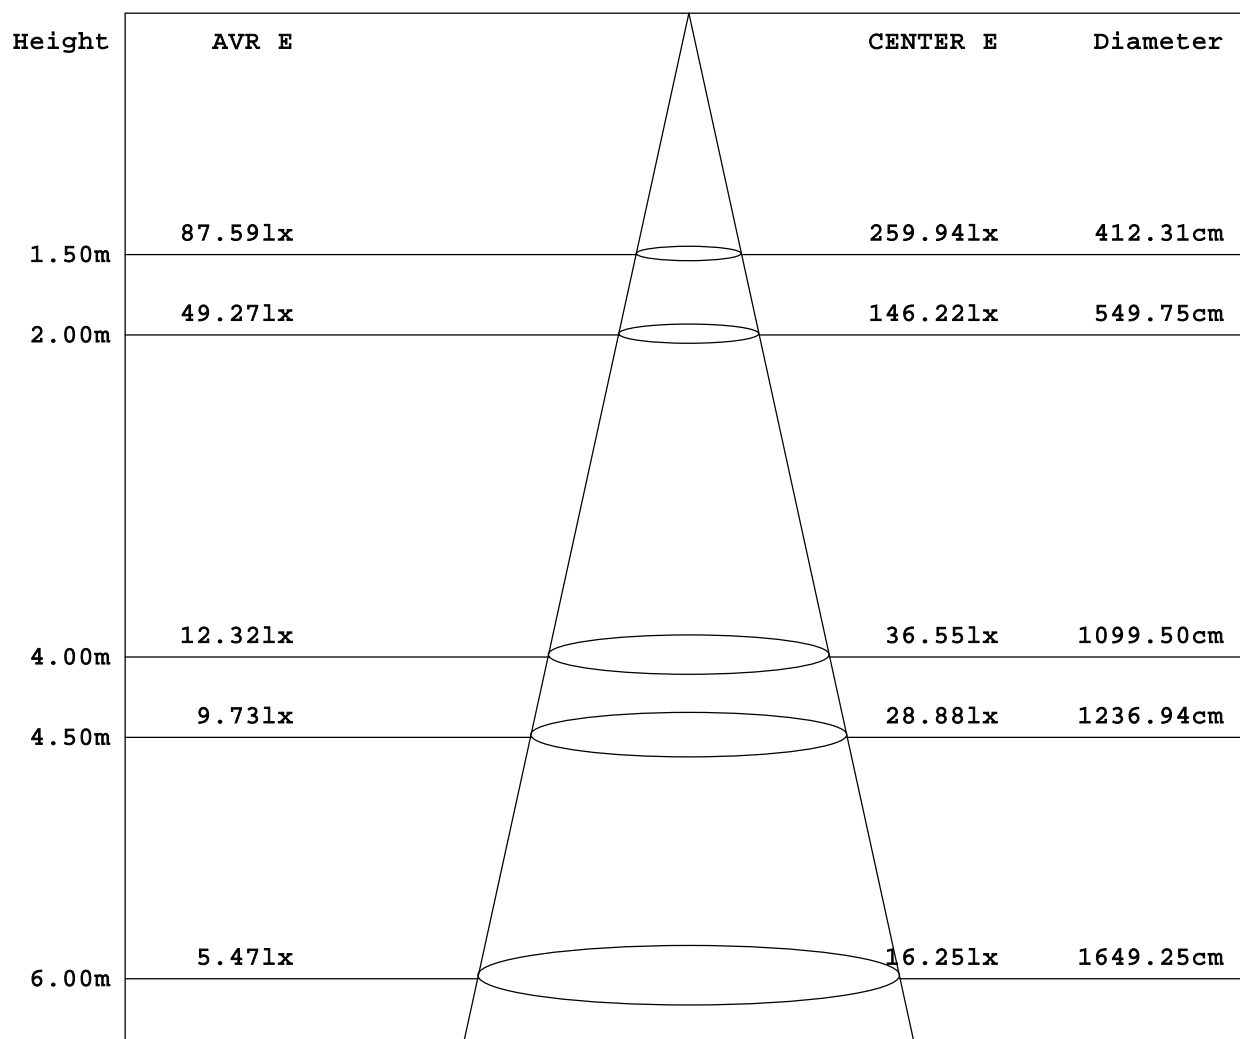 Height AVR E CENTER E Diameter
87.59lx 259.94lx 412.31cm
1.50m
49.27lx 146.22lx 549.75cm
2.00m
12.32lx 36.55lx 1099.50cm
4.00m
9.73lx 28.88lx 1236.94cm
4.50m
5.47lx 16.25lx 1649.25cm
6.00m